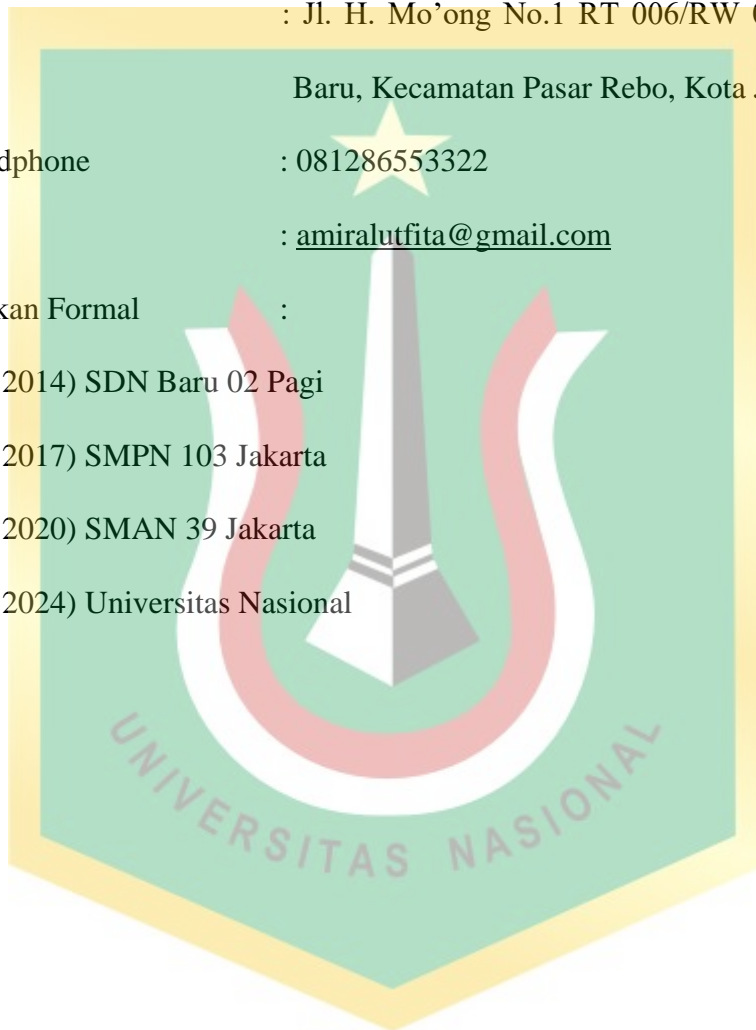 : Jl. H. Mo’ong No.1 RT 006/RW
Baru, Kecamatan Pasar Rebo, Kota
dphone : 081286553322
: amiralutfita@gmail.com
kan Formal :
2014) SDN Baru 02 Pagi
2017) SMPN 103 Jakarta
2020) SMAN 39 Jakarta
2024) Universitas Nasional
UNIVERSITAS NASIONAL